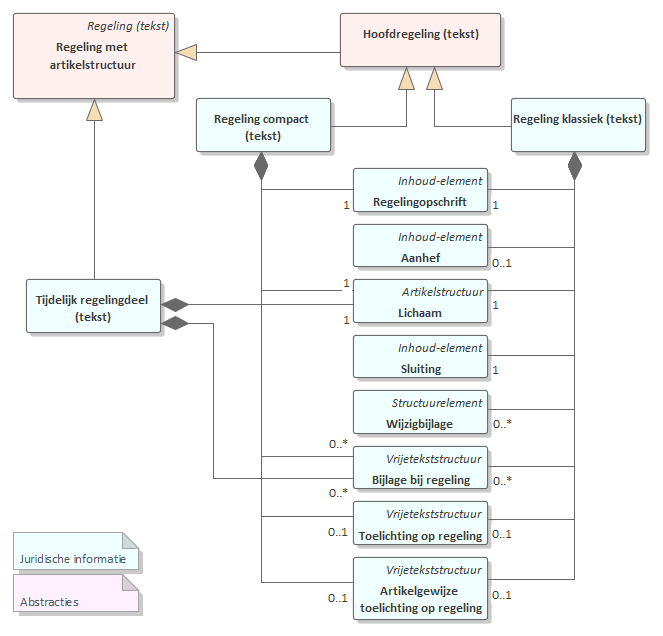 Regeling (tekst)
Regeling met
artikelstructuur
Hoofdregeling (tekst)
Regeling compact
(tekst)
Regeling klassiek (tekst)
Inhoud-element
Regelingopschrift
1
1
Inhoud-element
Aanhef
0..1
Tijdelijk regelingdeel
(tekst)
1
Artikelstructuur
Lichaam
1
1
Inhoud-element
Sluiting
1
Structuurelement
Wijzigbijlage
0..*
0..*
Vrijetekststructuur
Bijlage bij regeling
0..*
0..*
Vrijetekststructuur
Toelichting op regeling
0..1
0..1
Vrijetekststructuur
Artikelgewijze
toelichting op regeling
0..1
0..1
Juridische informatie
Abstracties